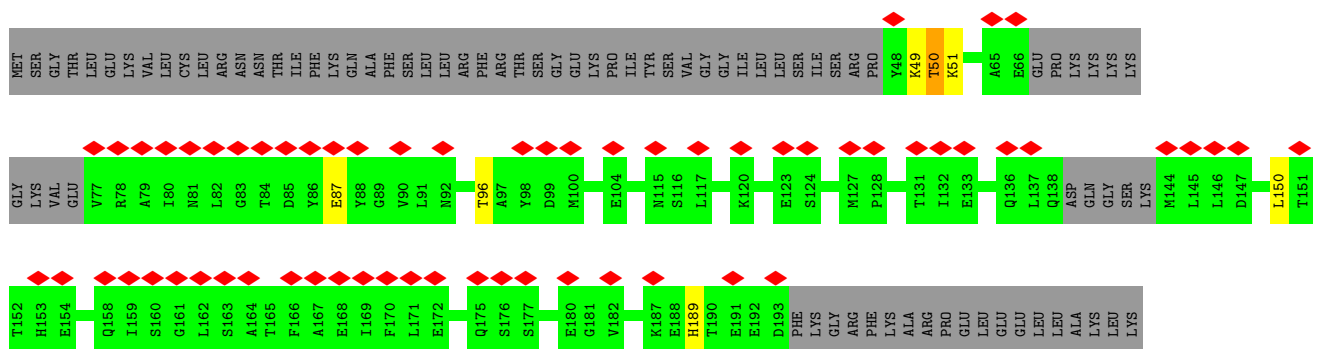 MET SER GLY THR LEU GLU LYS VAL LEU CYS LEU ARG ASN ASN THR ILE PHE LYS GLN ALA PHE SER LEU LEU ARG PHE ARG THR SER GLY GLU LYS PRO ILE TYR SER VAL GLY GLY ILE LEU LEU SER ILE SER ARG PRO Y48 K49 T50 K51 A65 E66 GLU PRO LYS LYS LYS LYS
GLY LYS VAL GLU V77 R78 A79 I80 N81 L82 G83 T84 D85 Y86 E87 Y88 G89 V90 L91 N92 T96 A97 Y98 D99 M100 E104 N115 S116 L117 K120 E123 S124 M127 P128 T131 I132 E133 Q136 L137 Q138 ASP GLN GLY SER LYS M144 L145 L146 D147 L150 T151
T152 H153 E154 Q158 I159 S160 G161 L162 S163 A164 T165 F166 A167 E168 I169 F170 L171 E172 Q175 S176 S177 E180 G181 V182 K187 E188 H189 T190 E191 E192 D193 PHE LYS GLY ARG PHE LYS ALA ARG PRO GLU LEU GLU GLU LEU LEU ALA LYS LEU LYS